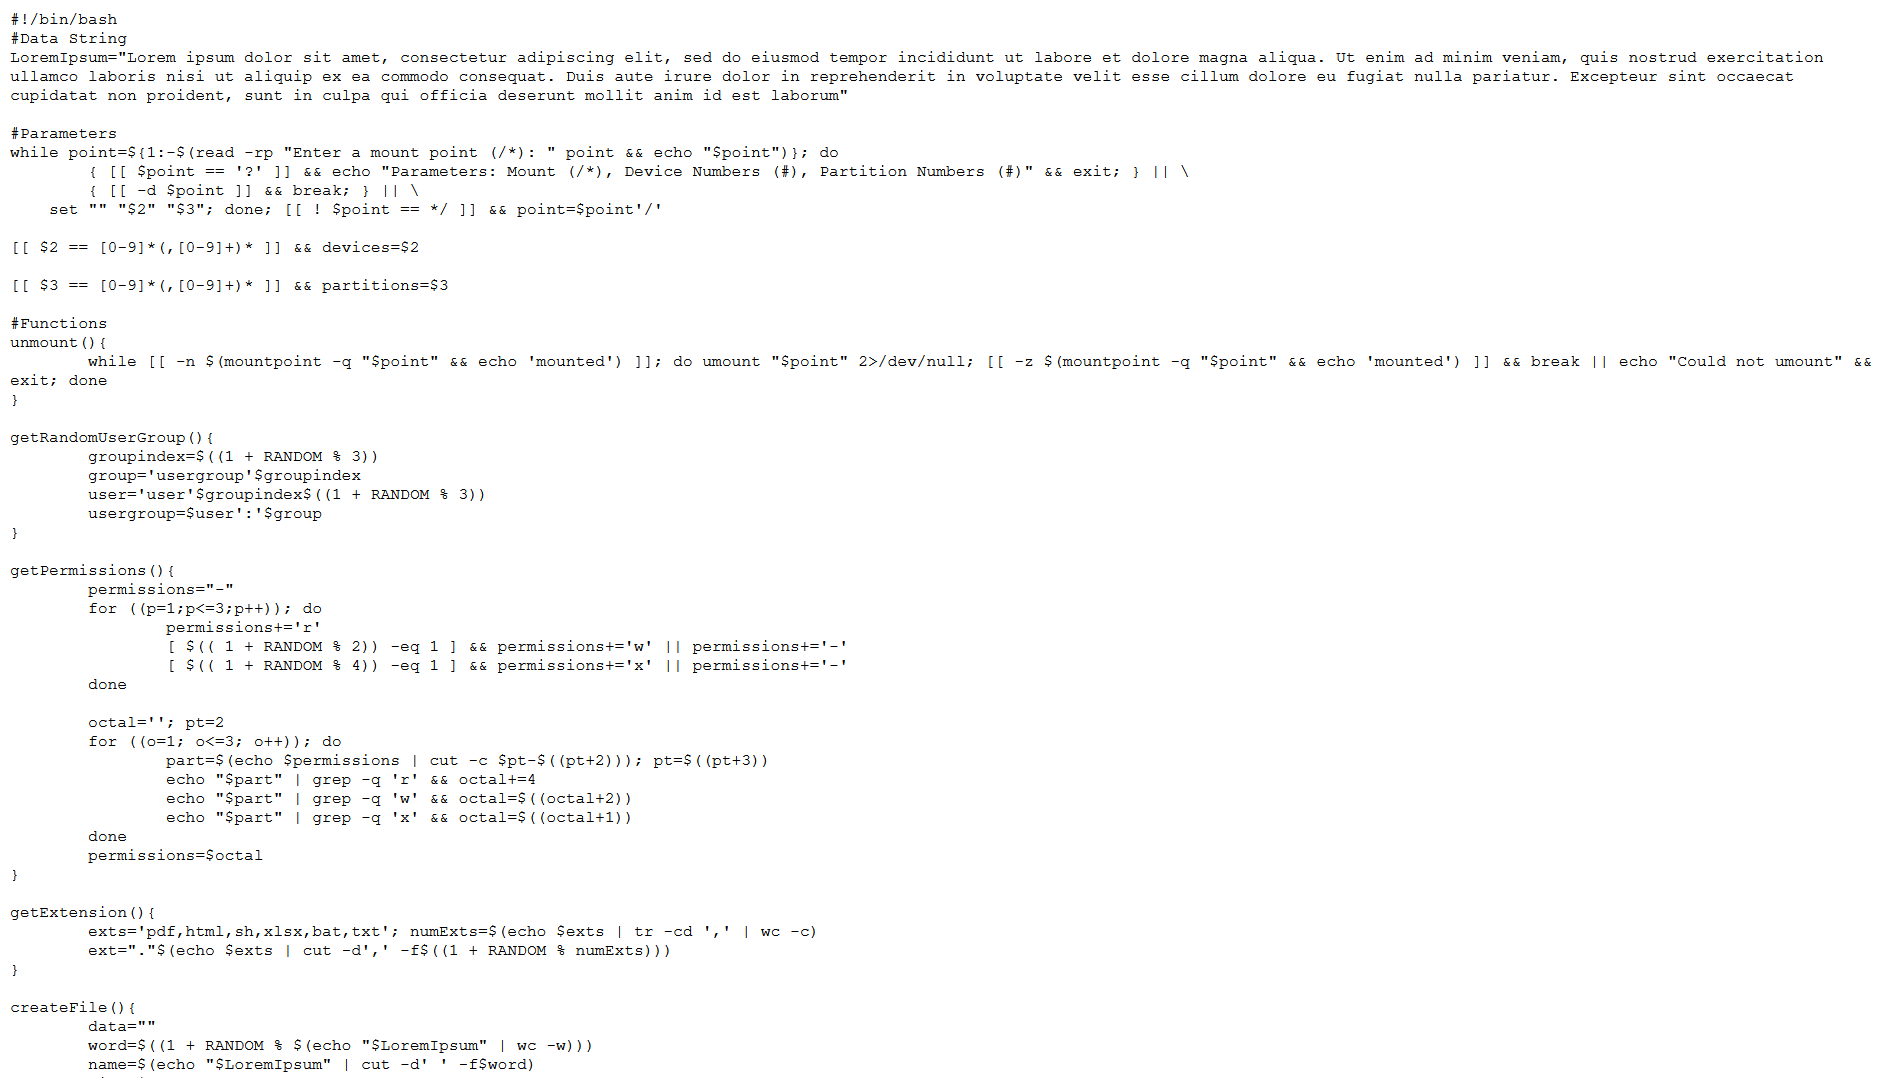 #!/bin/bash
#Data String
LoremIpsum="Lorem ipsum dolor sit amet, consectetur adipiscing elit, sed do eiusmod tempor incididunt ut labore et dolore magna aliqua. Ut enim ad minim veniam, quis nostrud exercitation
ullamco laboris nisi ut aliquip ex ea commodo consequat. Duis aute irure dolor in reprehenderit in voluptate velit esse cillum dolore eu fugiat nulla pariatur. Excepteur sint occaecat
cupidatat non proident, sunt in culpa qui officia deserunt mollit anim id est laborum"

#Parameters
while point=${1:-$(read -rp "Enter a mount point (/*): " point && echo "$point")}; do
        { [[ $point == '?' ]] && echo "Parameters: Mount (/*), Device Numbers (#), Partition Numbers (#)" && exit; } || \
        { [[ -d $point ]] && break; } || \
    set "" "$2" "$3"; done; [[ ! $point == */ ]] && point=$point'/'

[[ $2 == [0-9]*(,[0-9]+)* ]] && devices=$2

[[ $3 == [0-9]*(,[0-9]+)* ]] && partitions=$3

#Functions
unmount(){
        while [[ -n $(mountpoint -q "$point" && echo 'mounted') ]]; do umount "$point" 2>/dev/null; [[ -z $(mountpoint -q "$point" && echo 'mounted') ]] && break || echo "Could not umount" &&
exit; done
}

getRandomUserGroup(){
        groupindex=$((1 + RANDOM % 3))
        group='usergroup'$groupindex
        user='user'$groupindex$((1 + RANDOM % 3))
        usergroup=$user':'$group
}

getPermissions(){
        permissions="-"
        for ((p=1;p<=3;p++)); do
                permissions+='r'
                [ $(( 1 + RANDOM % 2)) -eq 1 ] && permissions+='w' || permissions+='-'
                [ $(( 1 + RANDOM % 4)) -eq 1 ] && permissions+='x' || permissions+='-'
        done

        octal=''; pt=2
        for ((o=1; o<=3; o++)); do
                part=$(echo $permissions | cut -c $pt-$((pt+2))); pt=$((pt+3))
                echo "$part" | grep -q 'r' && octal+=4
                echo "$part" | grep -q 'w' && octal=$((octal+2))
                echo "$part" | grep -q 'x' && octal=$((octal+1))
        done
        permissions=$octal
}

getExtension(){
        exts='pdf,html,sh,xlsx,bat,txt'; numExts=$(echo $exts | tr -cd ',' | wc -c)
        ext="."$(echo $exts | cut -d',' -f$((1 + RANDOM % numExts)))
}

createFile(){
        data=""
        word=$((1 + RANDOM % $(echo "$LoremIpsum" | wc -w)))
        name=$(echo "$LoremIpsum" | cut -d' ' -f$word)